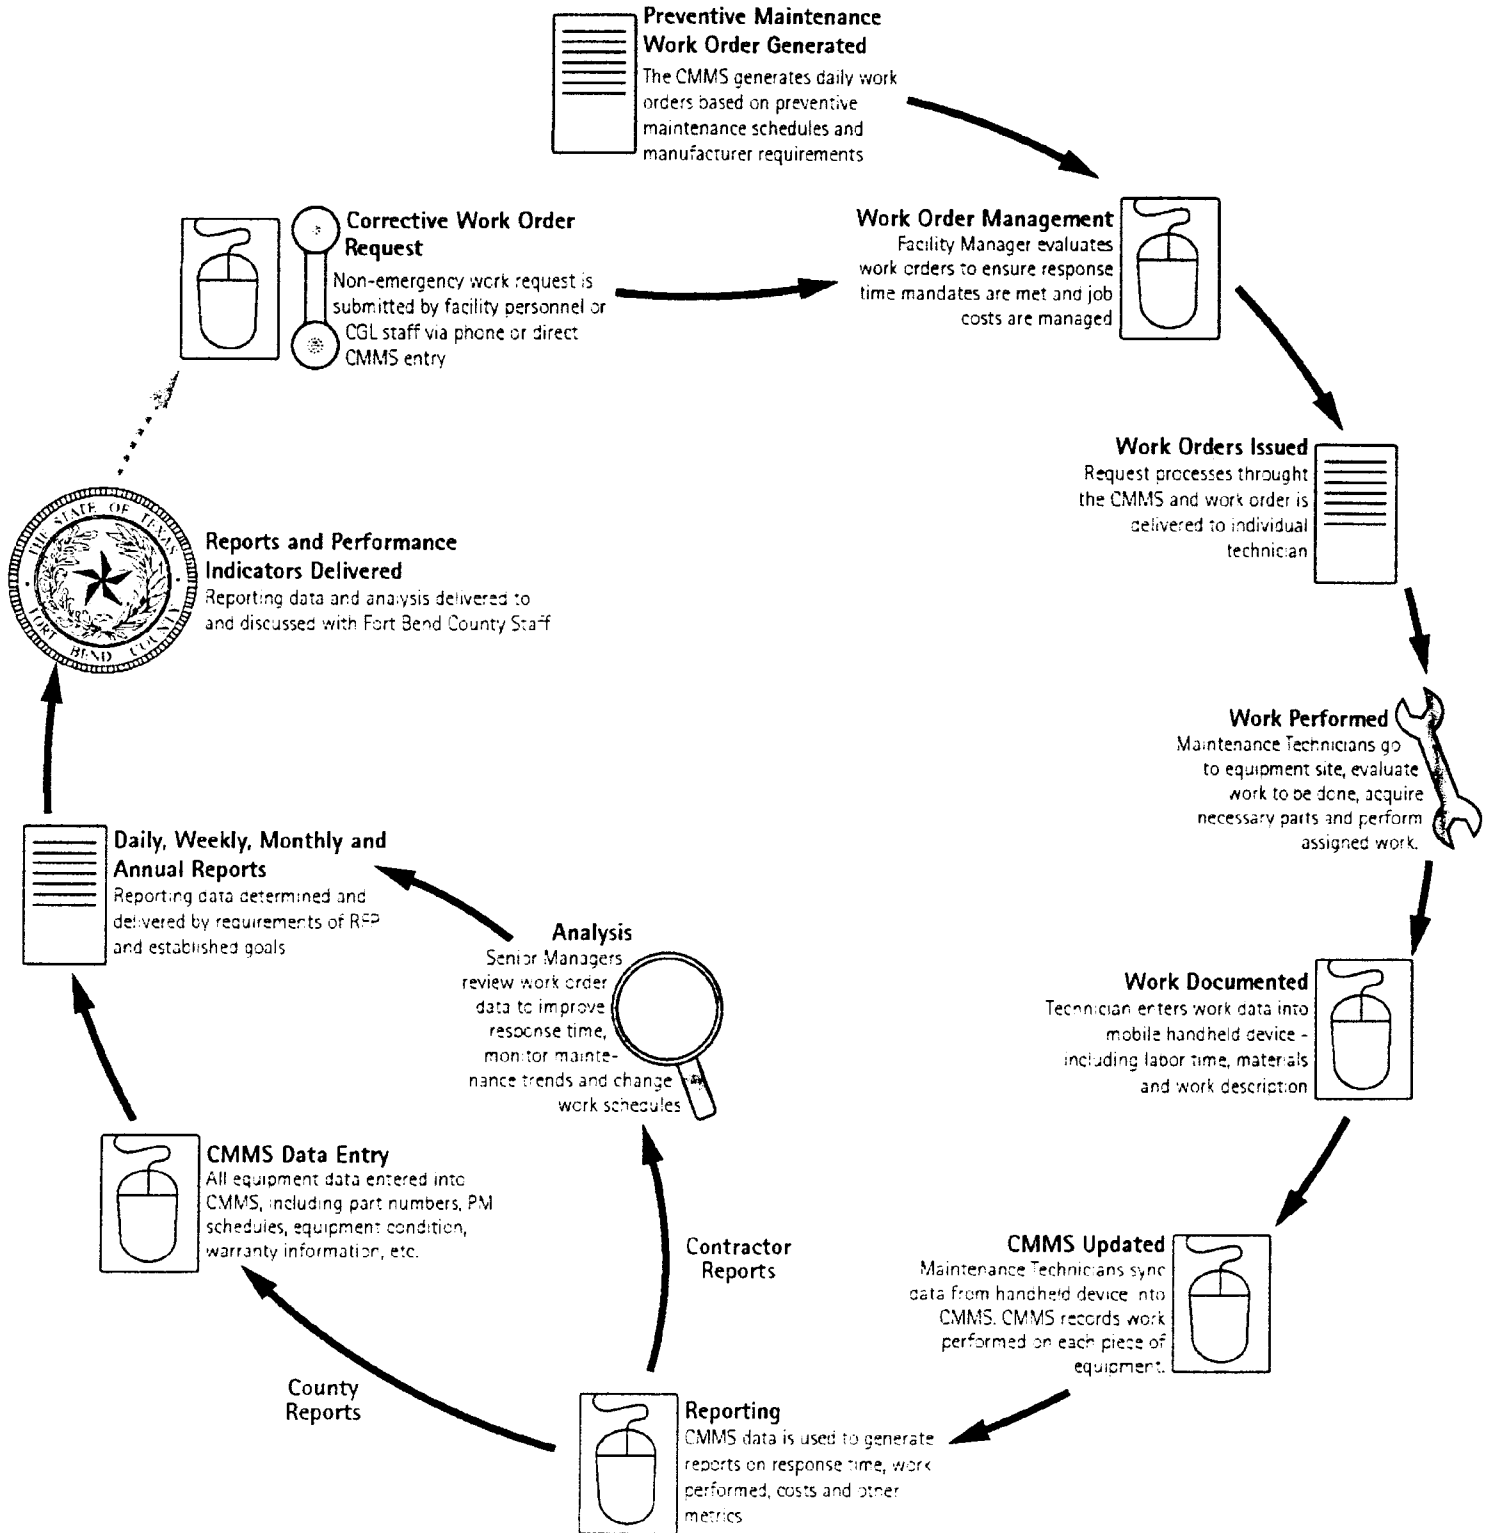 Preventive Maintenance
Work Order Generated
The CMMS generates daily work
orders based on preventive
maintenance schedules and
manufacturer requirements
Corrective Work Order
Request
Non-emergency work request is
submitted by facility personnel or
CGL staff via phone or direct
CMMS entry
Work Order Management
Facility Manager evaluates
work orders to ensure response
time mandates are met and job
costs are managed
Work Orders Issued
Request processes throught
the CMMS and work order is
delivered to individual
technician
THE STATE OF TEXAS
FORT BEND COUNTY
Reports and Performance
Indicators Delivered
Reporting data and analysis delivered to
and discussed with Fort Bend County Staff
Work Performed
Maintenance Technicians go
to equipment site, evaluate
work to be done, acquire
necessary parts and perform
assigned work.
Daily, Weekly, Monthly and
Annual Reports
Reporting data determined and
delivered by requirements of RFP
and established goals
Analysis
Senior Managers
review work order
data to improve
response time,
monitor mainte-
nance trends and change
work schedules
Work Documented
Technician enters work data into
mobile handheld device -
including labor time, materials
and work description
CMMS Data Entry
All equipment data entered into
CMMS, including part numbers, PM
schedules, equipment condition,
warranty information, etc.
Contractor
Reports
CMMS Updated
Maintenance Technicians sync
data from handheld device into
CMMS. CMMS records work
performed on each piece of
equipment.
County
Reports
Reporting
CMMS data is used to generate
reports on response time, work
performed, costs and other
metrics